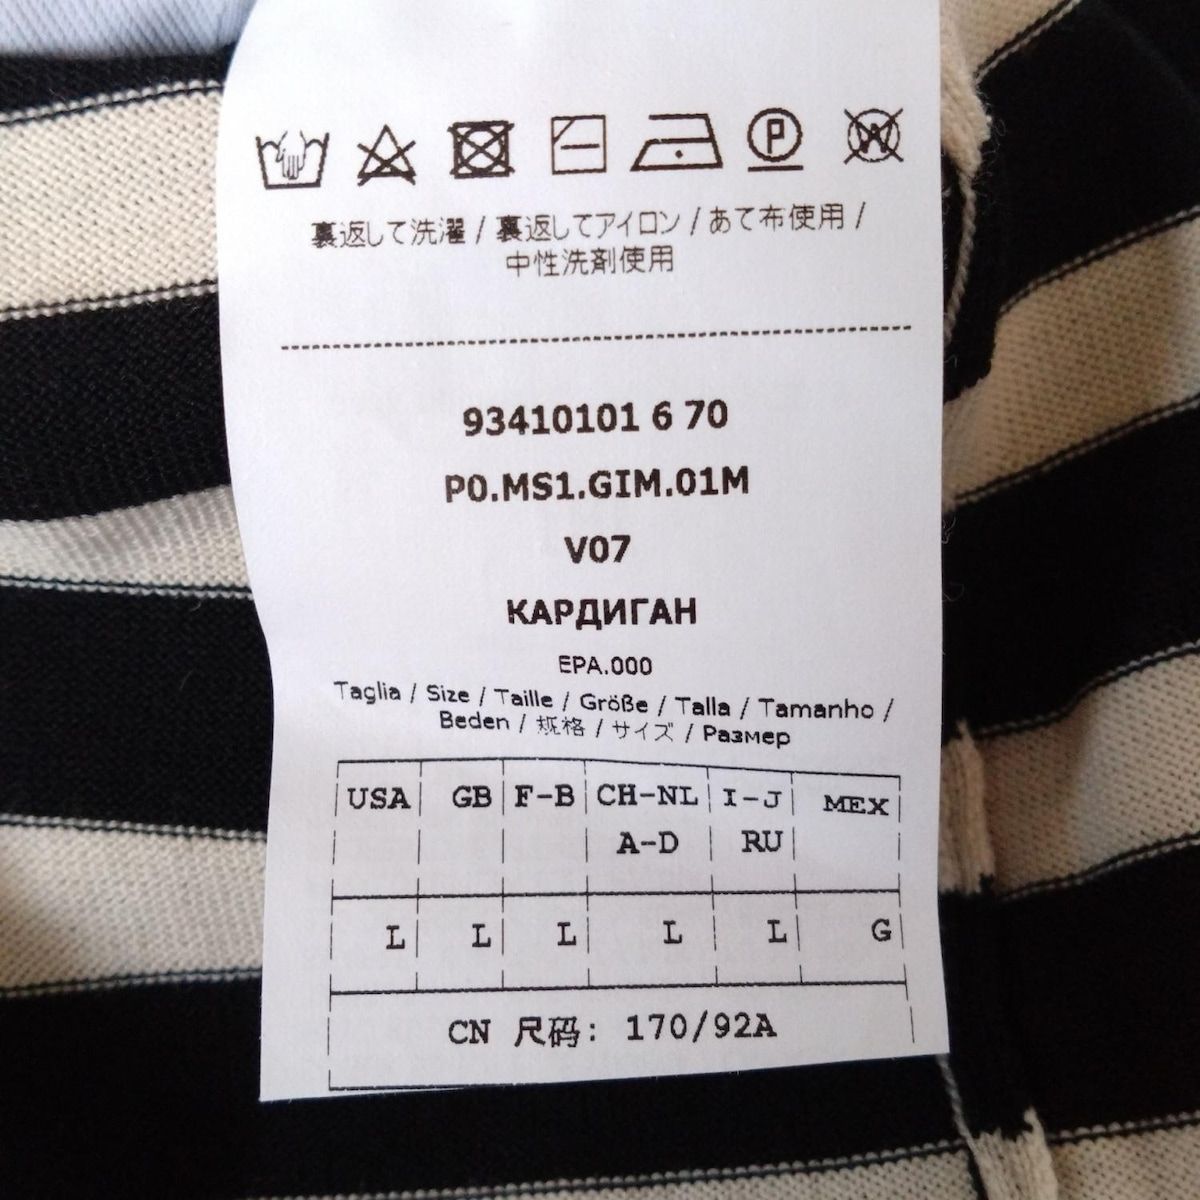 P W
裏返して洗濯 / 裏返してアイロン / あて布使用 /
中性洗剤使用
93410101 6 70
P0.MS1.GIM.01M
V07
КАРДИГАН
EPA.000
Taglia / Size / Taille / Größe / Talla / Tamanho /
Beden / 规格 / サイズ / Размер
USA GB F-B CH-NL I-J MEX
A-D RU
L L L L L G
CN 尺码: 170/92A